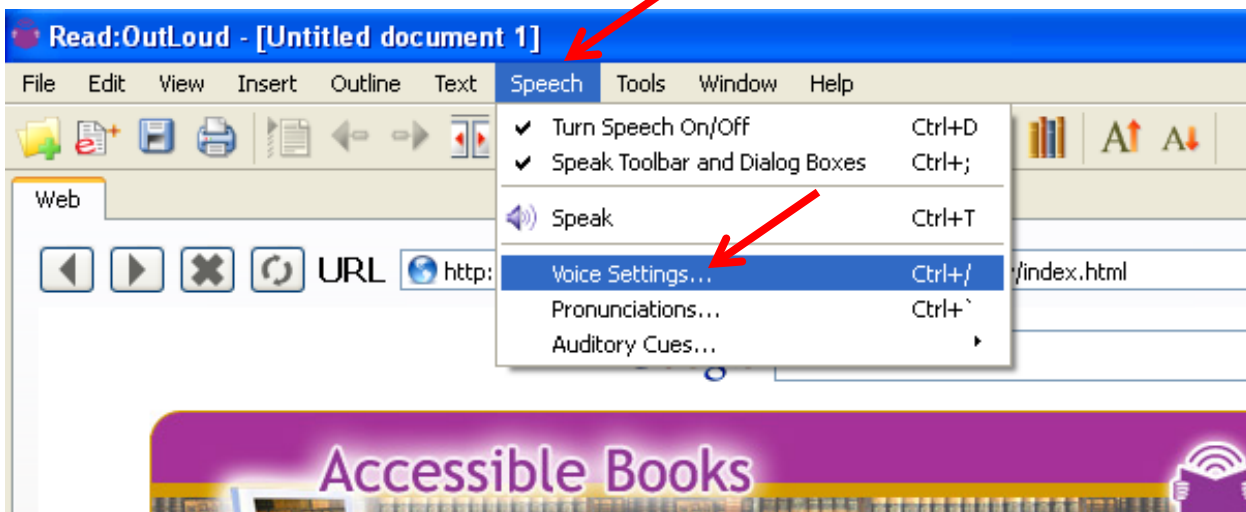 Read:OutLoud - [Untitled document 1]
File Edit View Insert Outline Text Speech Tools Window Help
✔ Turn Speech On/Off Ctrl+D
✔ Speak Toolbar and Dialog Boxes Ctrl+;
Speak Ctrl+T
Voice Settings... Ctrl+/
Pronunciations... Ctrl+`
Auditory Cues...
Web
URL http: /index.html
Accessible Books